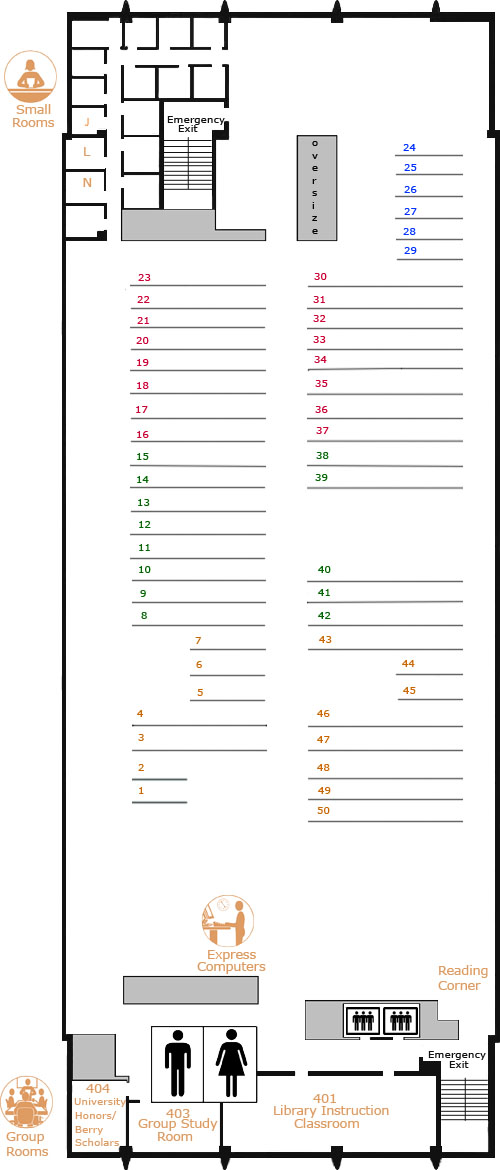 Small
Rooms
J
L
N
Emergency
Exit
oversize
24
25
26
27
28
29
23
22
21
20
19
18
17
16
15
14
13
12
11
10
9
8
7
6
5
4
3
2
1
30
31
32
33
34
35
36
37
38
39
40
41
42
43
44
45
46
47
48
49
50
Express
Computers
Reading
Corner
Emergency
Exit
Group
Rooms
404
University
Honors/
Berry
Scholars
403
Group Study
Room
401
Library Instruction
Classroom